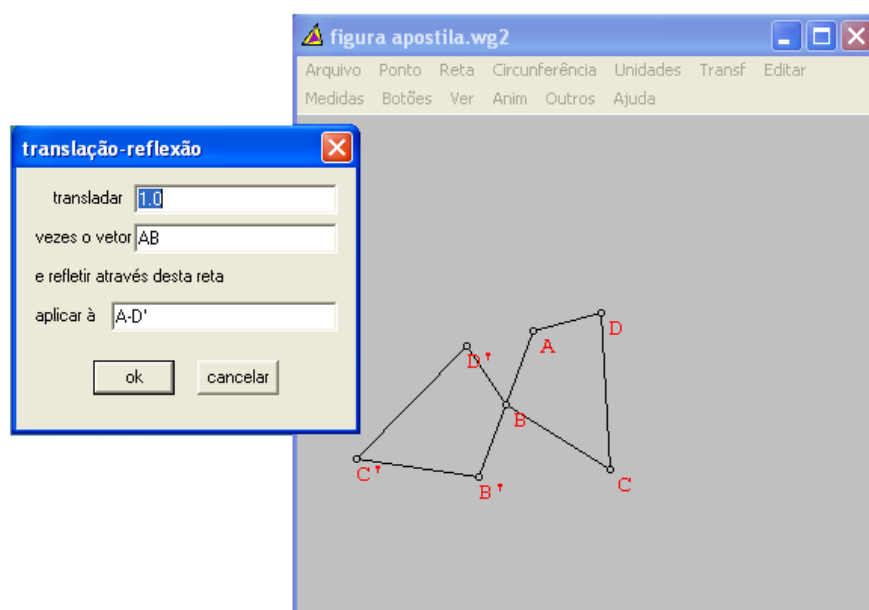 figura apostila.wg2
Arquivo Ponto Reta Circunferência Unidades Transf Editar
Medidas Botões Ver Anim Outros Ajuda
translação-reflexão
transladar 1.0
vezes o vetor AB
e refletir através desta reta
aplicar à A-D'
ok cancelar
D
A
D'
B
C'
B'
C